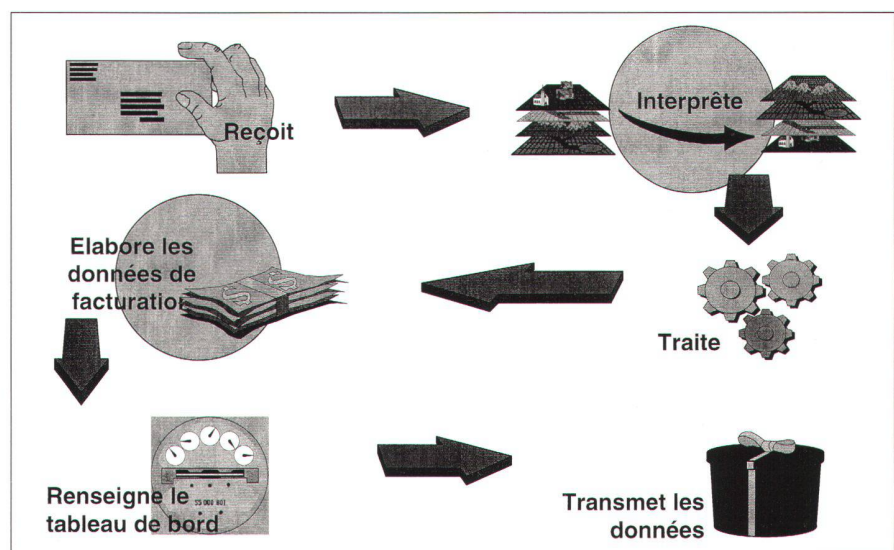 Reçoit
Interprête
Traite
Elabore les
données de
facturation
Renseigne le
tableau de bord
Transmet les
données